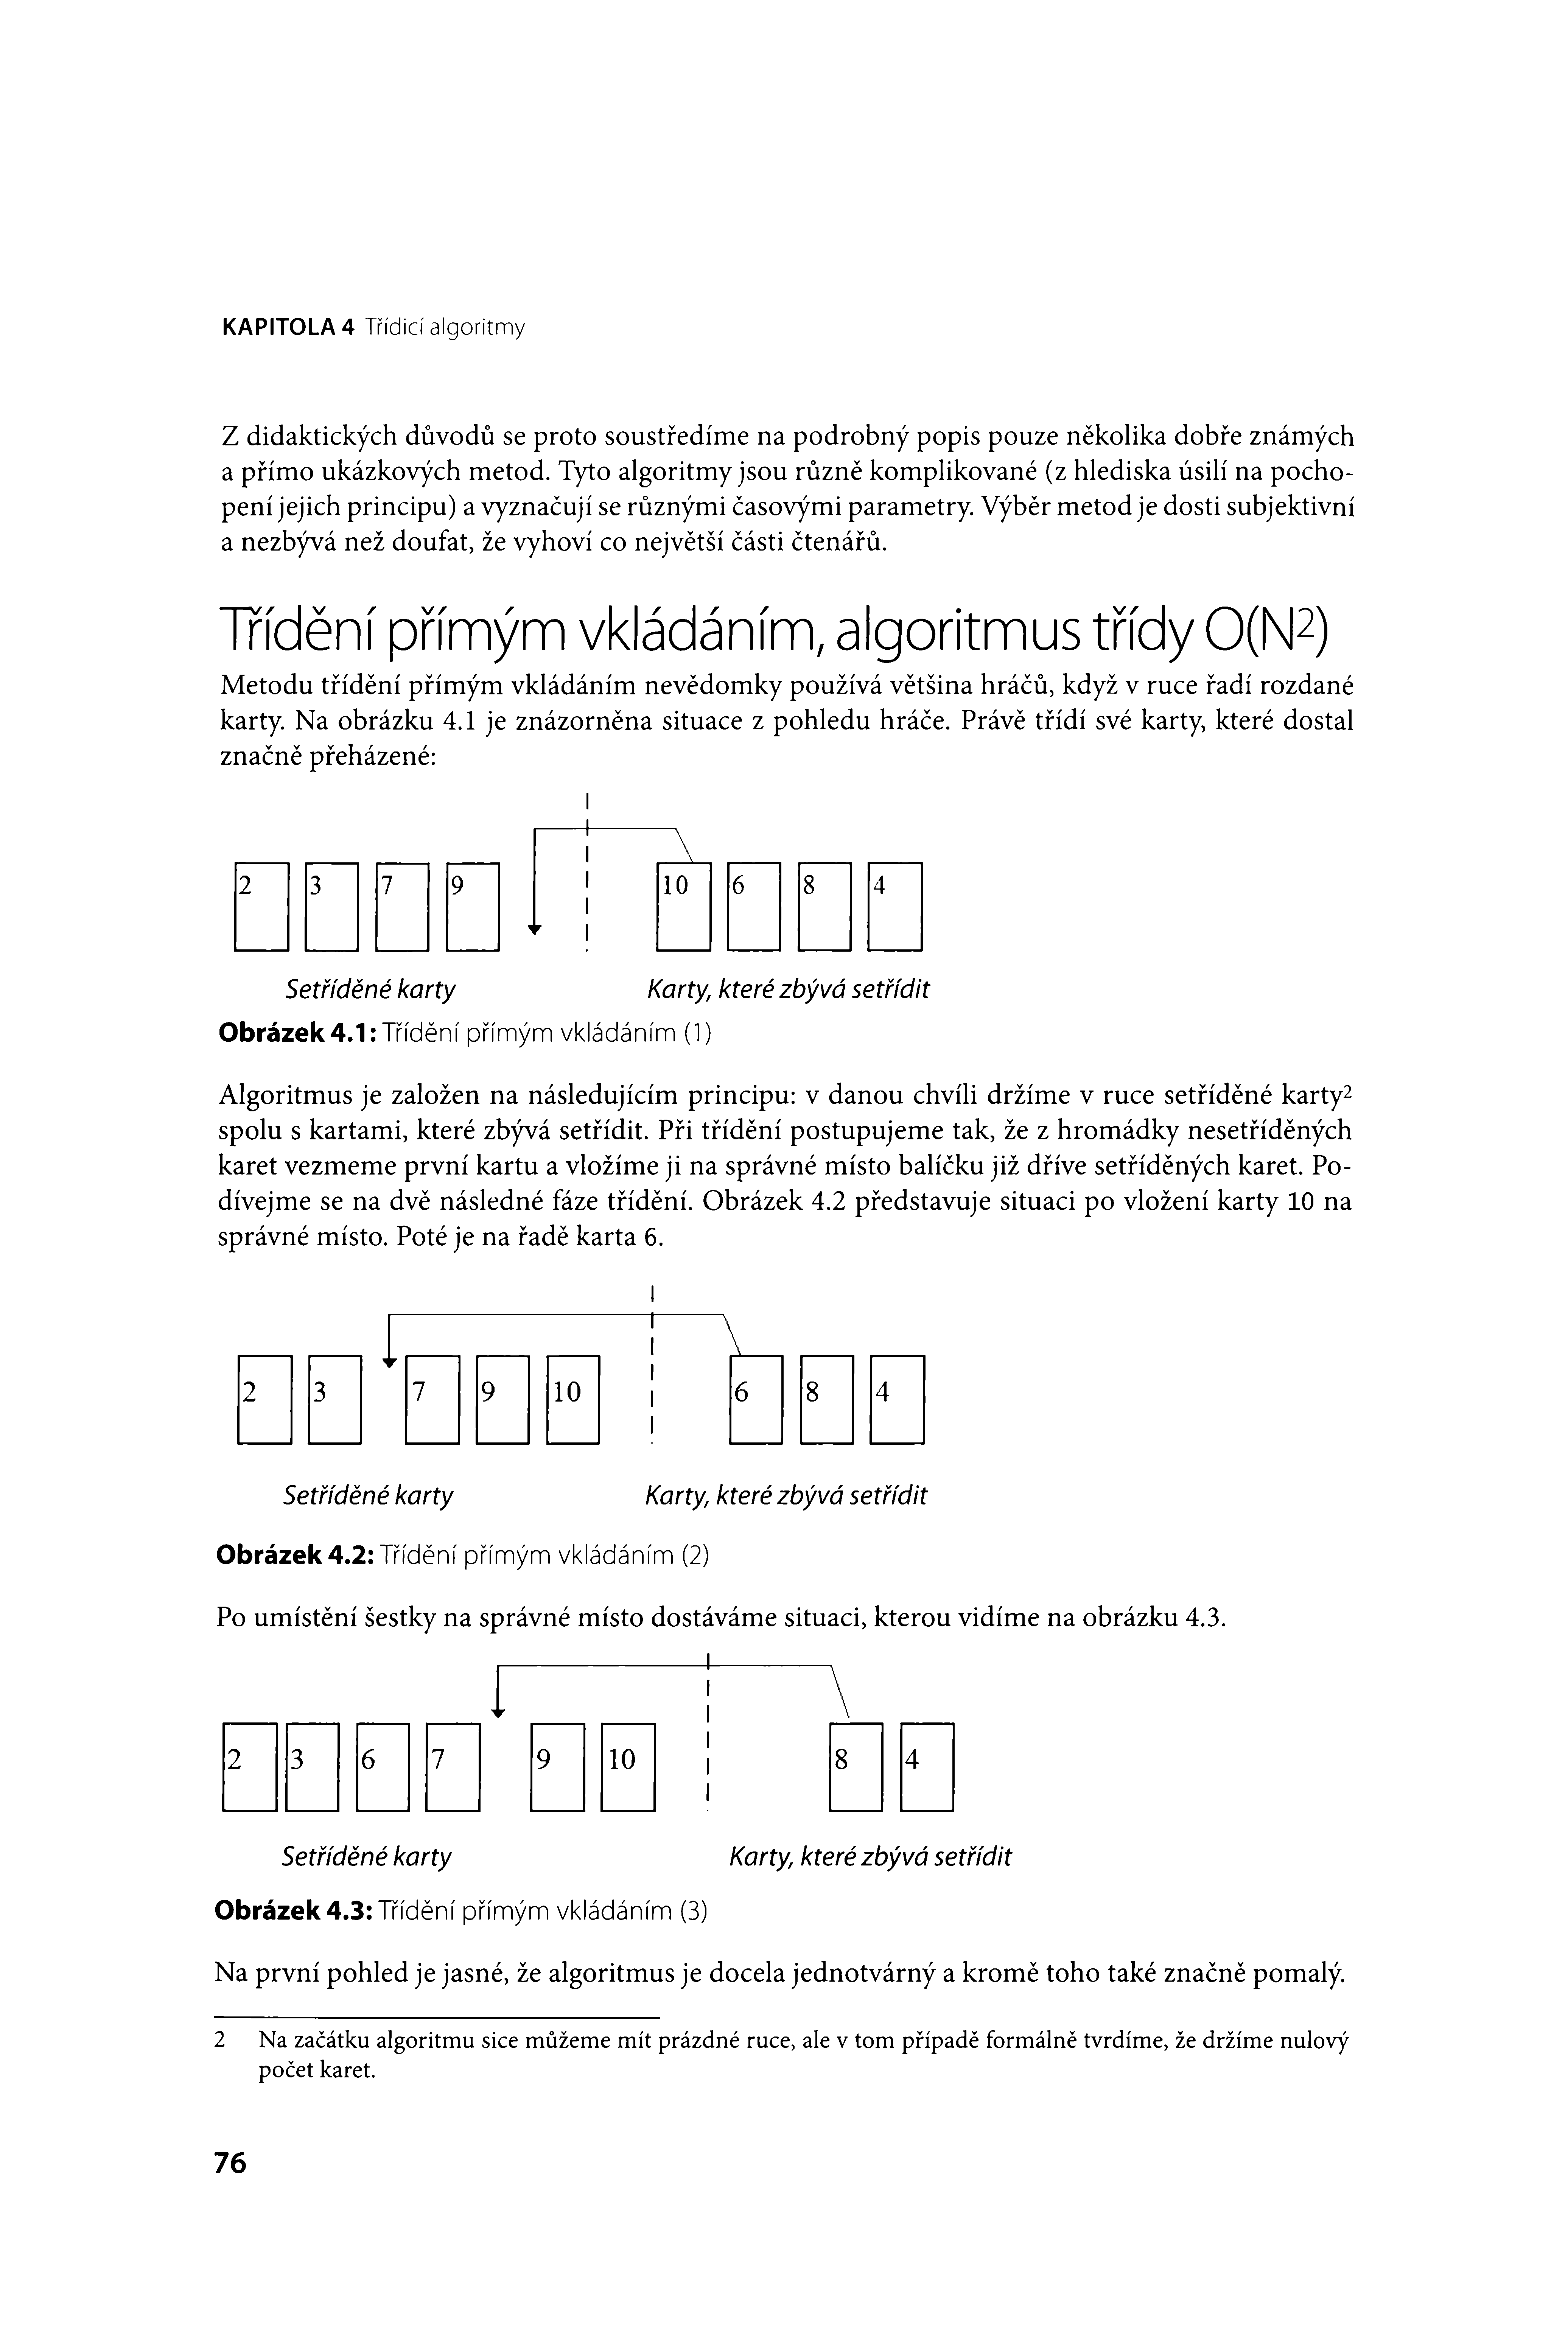 KAPITOLA 4 Třídicí algoritmy
Z didaktických důvodů se proto soustředíme na podrobný popis pouze několika dobře známých
a přímo ukázkových metod. Tyto algoritmy jsou různě komplikované (z hlediska úsilí na pocho-
pení jejich principu) a vyznačují se různými časovými parametry. Výběr metod je dosti subjektivní
a nezbývá než doufat, že vyhoví co největší části čtenářů.
Třídění přímým vkládáním, algoritmus třídy O(N²)
Metodu třídění přímým vkládáním nevědomky používá většina hráčů, když v ruce řadí rozdané
karty. Na obrázku 4.1 je znázorněna situace z pohledu hráče. Právě třídí své karty, které dostal
značně přeházené:
2 3 7 9 10 6 8 4
Setříděné karty Karty, které zbývá setřídit
Obrázek 4.1: Třídění přímým vkládáním (1)
Algoritmus je založen na následujícím principu: v danou chvíli držíme v ruce setříděné karty²
spolu s kartami, které zbývá setřídit. Při třídění postupujeme tak, že z hromádky nesetříděných
karet vezmeme první kartu a vložíme ji na správné místo balíčku již dříve setříděných karet. Po-
dívejme se na dvě následné fáze třídění. Obrázek 4.2 představuje situaci po vložení karty 10 na
správné místo. Poté je na řadě karta 6.
2 3 7 9 10 6 8 4
Setříděné karty Karty, které zbývá setřídit
Obrázek 4.2: Třídění přímým vkládáním (2)
Po umístění šestky na správné místo dostáváme situaci, kterou vidíme na obrázku 4.3.
2 3 6 7 9 10 8 4
Setříděné karty Karty, které zbývá setřídit
Obrázek 4.3: Třídění přímým vkládáním (3)
Na první pohled je jasné, že algoritmus je docela jednotvárný a kromě toho také značně pomalý.
2 Na začátku algoritmu sice můžeme mít prázdné ruce, ale v tom případě formálně tvrdíme, že držíme nulový
počet karet.
76